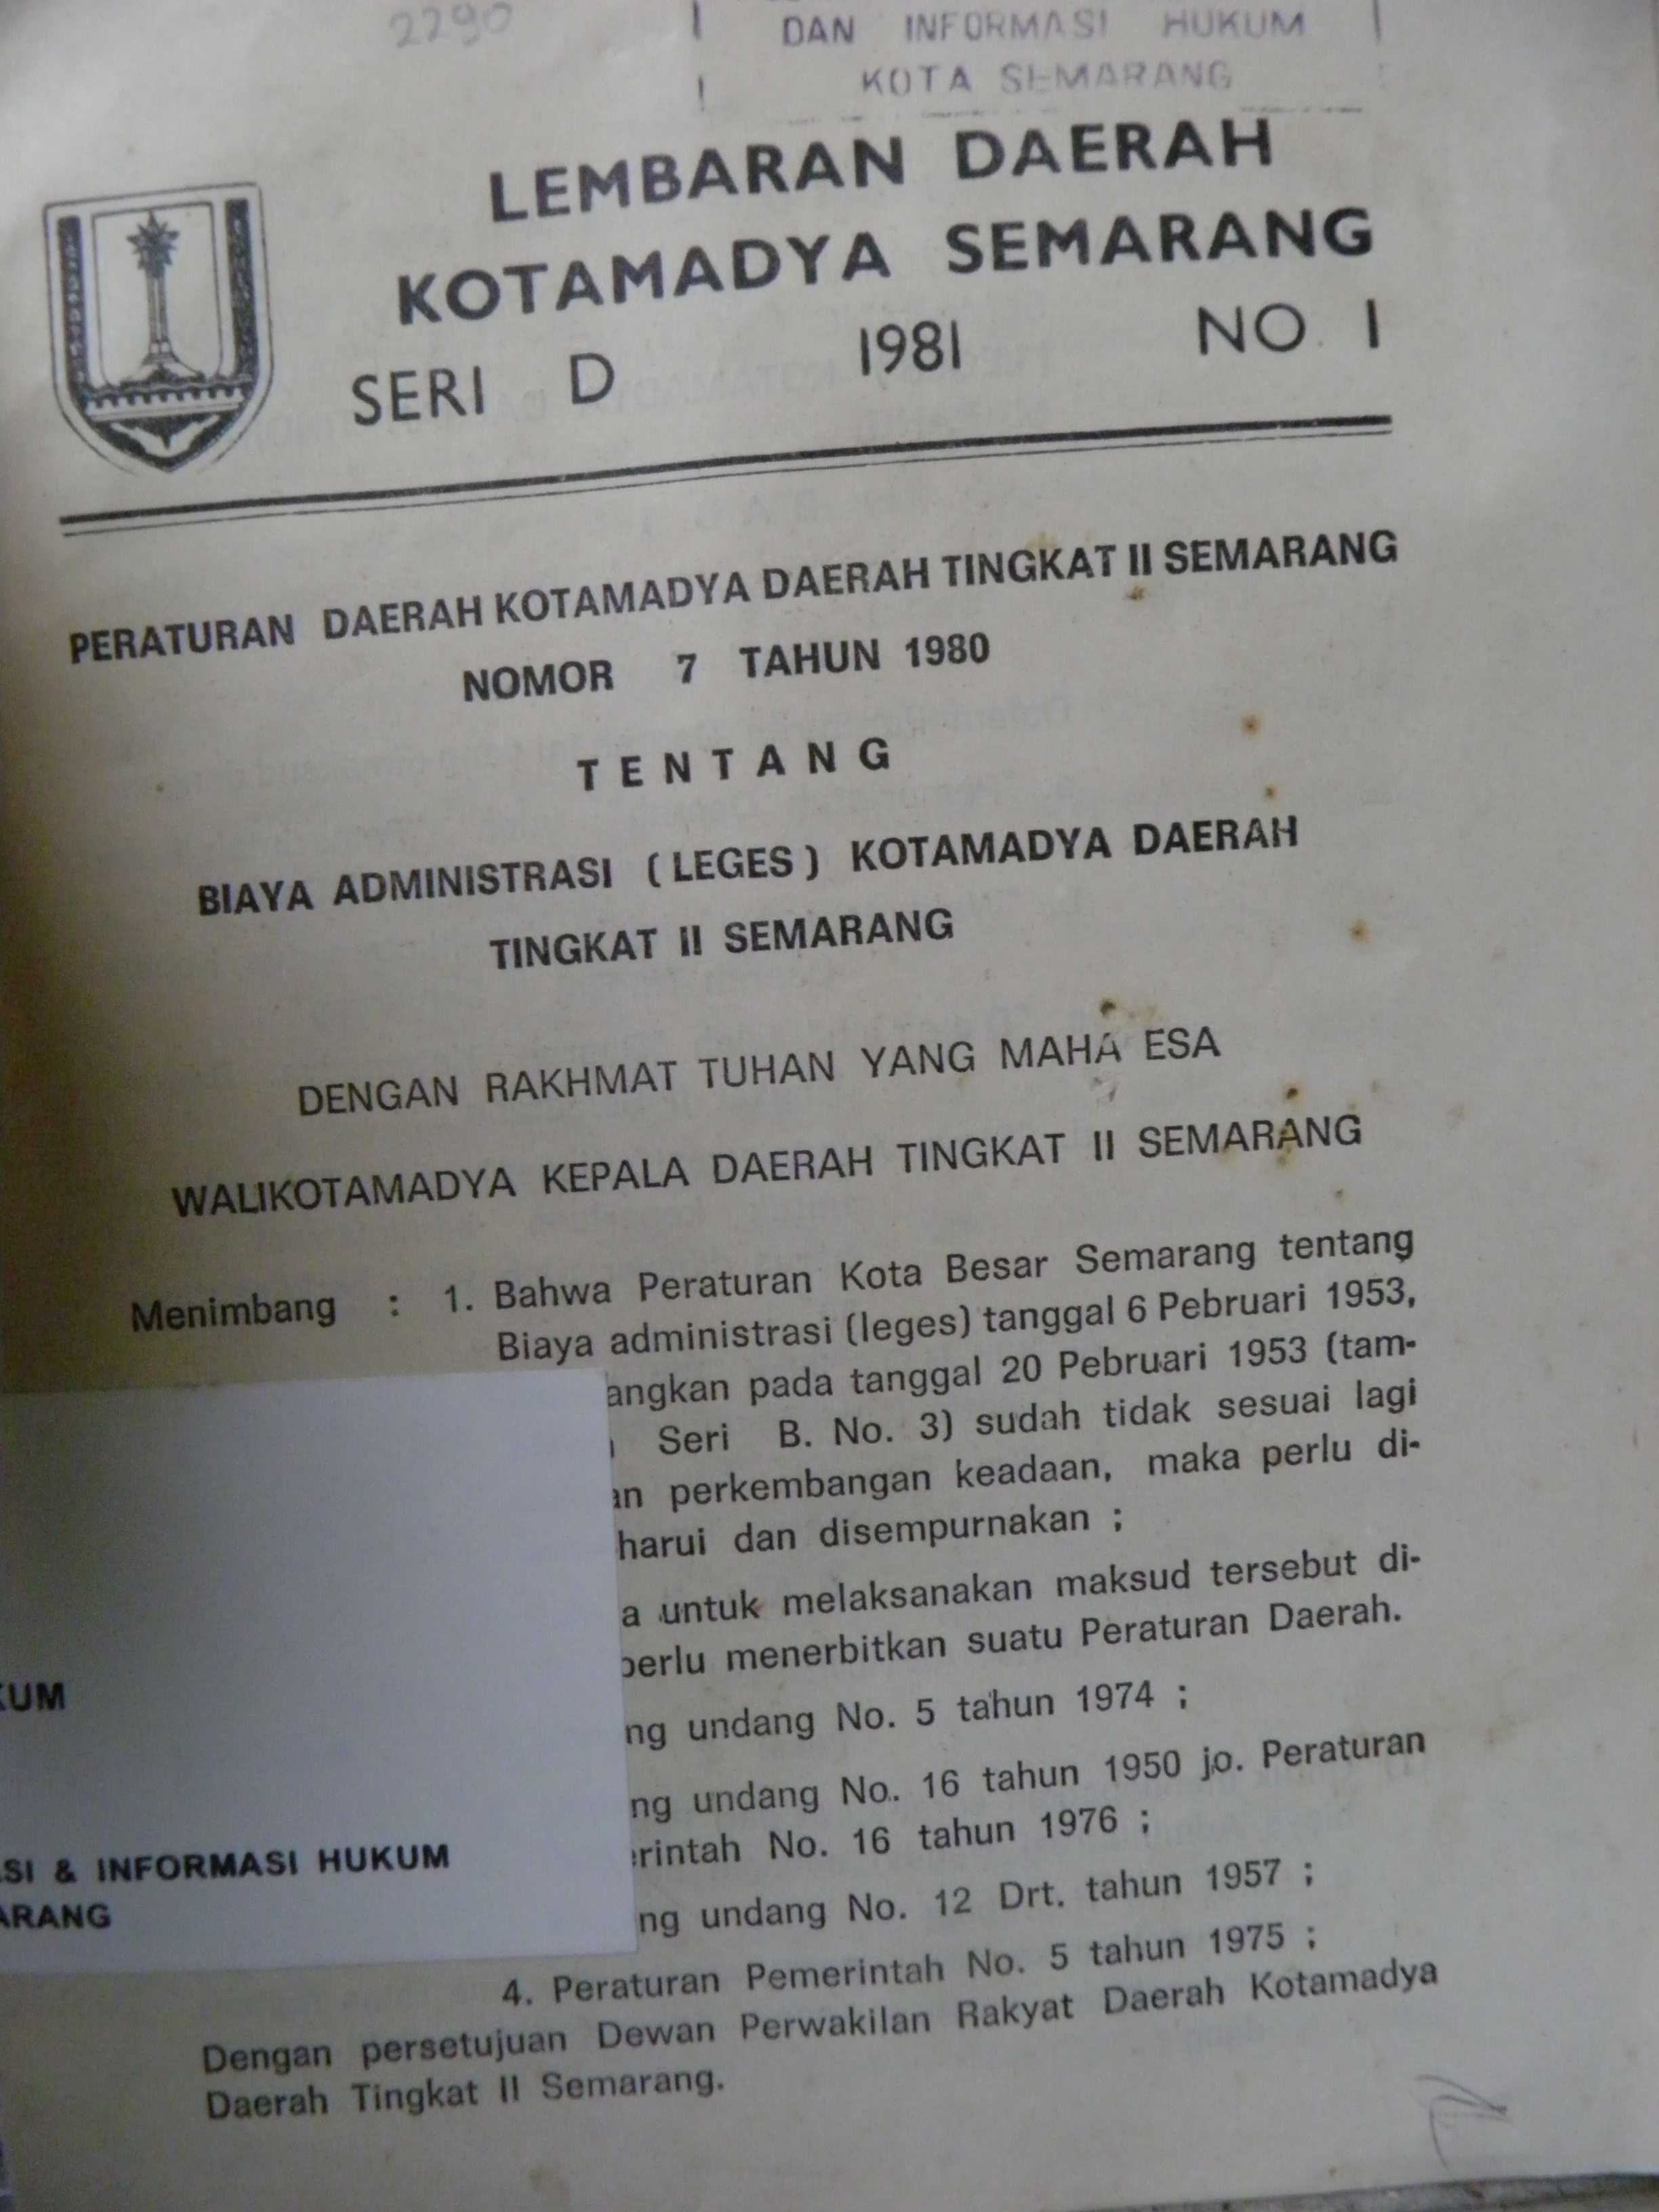 2290
DAN INFORMASI HUKUM
KOTA SEMARANG
LEMBARAN DAERAH
KOTAMADYA SEMARANG
SERI D 1981 NO. 1
PERATURAN DAERAH KOTAMADYA DAERAH TINGKAT II SEMARANG
NOMOR 7 TAHUN 1980
TENTANG
BIAYA ADMINISTRASI ( LEGES ) KOTAMADYA DAERAH
TINGKAT II SEMARANG
DENGAN RAKHMAT TUHAN YANG MAHA ESA
WALIKOTAMADYA KEPALA DAERAH TINGKAT II SEMARANG
Menimbang : 1. Bahwa Peraturan Kota Besar Semarang tentang
Biaya administrasi (leges) tanggal 6 Pebruari 1953,
angkan pada tanggal 20 Pebruari 1953 (tam-
Seri B. No. 3) sudah tidak sesuai lagi
an perkembangan keadaan, maka perlu di-
harui dan disempurnakan ;
a untuk melaksanakan maksud tersebut di-
perlu menerbitkan suatu Peraturan Daerah.
ng undang No. 5 tahun 1974 ;
ng undang No. 16 tahun 1950 jo. Peraturan
erintah No. 16 tahun 1976 ;
ng undang No. 12 Drt. tahun 1957 ;
4. Peraturan Pemerintah No. 5 tahun 1975 ;
Dengan persetujuan Dewan Perwakilan Rakyat Daerah Kotamadya
Daerah Tingkat II Semarang.
KUM
SI & INFORMASI HUKUM
ARANG